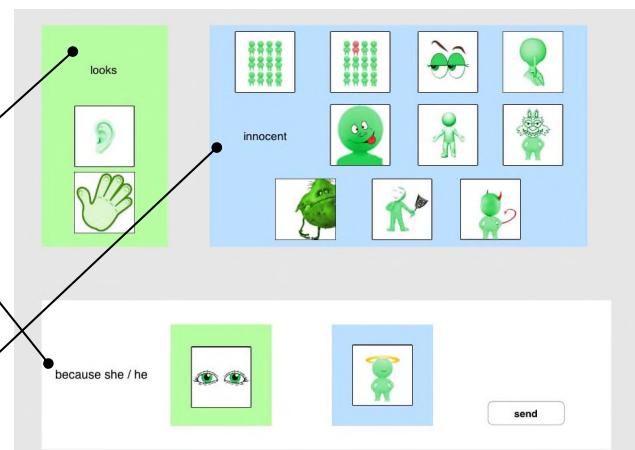 looks
innocent
because she / he
send